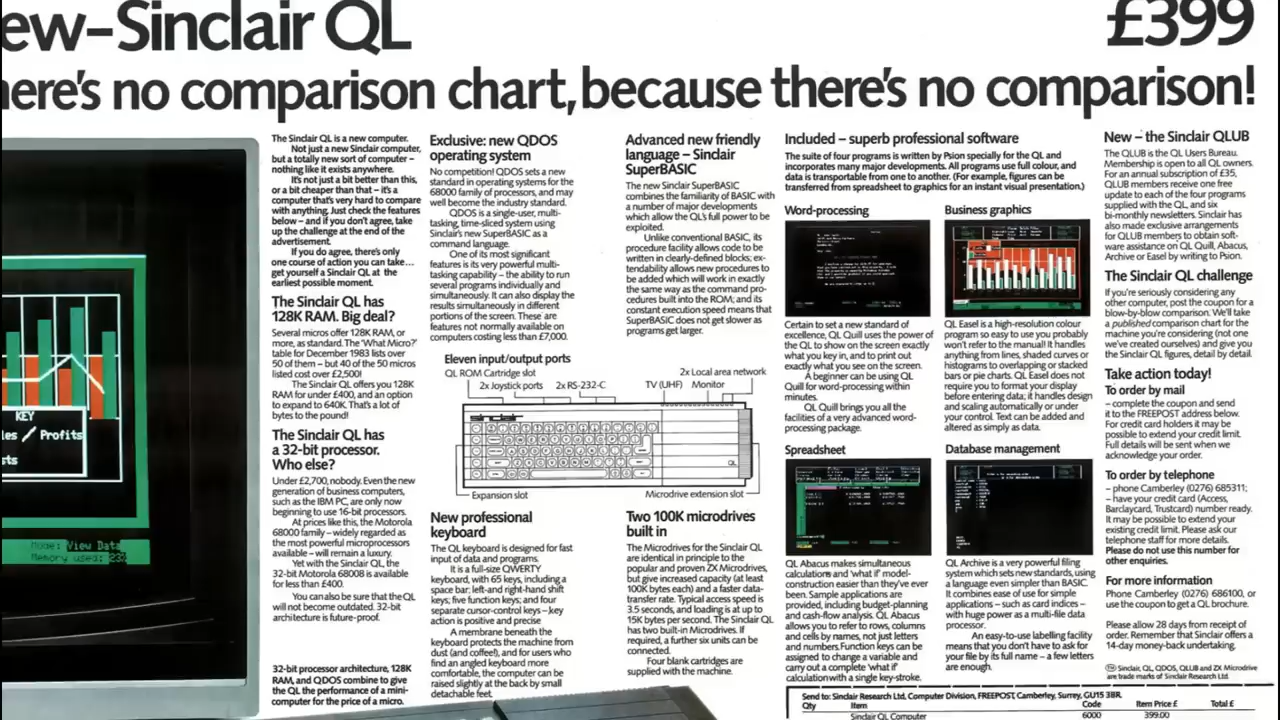 ew–Sinclair QL
£399
here's no comparison chart, because there's no comparison!
KEY
les / Profits
sts
Mode: View Data
Memory used: 23%
The Sinclair QL is a new computer.
Not just a new Sinclair computer,
but a totally new sort of computer –
nothing like it exists anywhere.
It's not just a bit better than this,
or a bit cheaper than that – it's a
computer that's very hard to compare
with anything. Just check the features
below – and if you don't agree, take
up the challenge at the end of the
advertisement.
If you do agree, there's only
one course of action you can take...
get yourself a Sinclair QL at the
earliest possible moment.
The Sinclair QL has
128K RAM. Big deal?
Several micros offer 128K RAM, or
more, as standard. The 'What Micro?'
table for December 1983 lists over
50 of them – but 40 of the 50 micros
listed cost over £2,500!
The Sinclair QL offers you 128K
RAM for under £400, and an option
to expand to 640K. That's a lot of
bytes to the pound!
The Sinclair QL has
a 32-bit processor.
Who else?
Under £2,700, nobody. Even the new
generation of business computers,
such as the IBM PC, are only now
beginning to use 16-bit processors.
At prices like this, the Motorola
68000 family – widely regarded as
the most powerful microprocessors
available – will remain a luxury.
Yet with the Sinclair QL, the
32-bit Motorola 68008 is available
for less than £400.
You can also be sure that the QL
will not become outdated. 32-bit
architecture is future-proof.
32-bit processor architecture, 128K
RAM, and QDOS combine to give
the QL the performance of a mini-
computer for the price of a micro.
Exclusive: new QDOS
operating system
No competition! QDOS sets a new
standard in operating systems for the
68000 family of processors, and may
well become the industry standard.
QDOS is a single-user, multi-
tasking, time-sliced system using
Sinclair's new SuperBASIC as a
command language.
One of its most significant
features is its very powerful multi-
tasking capability – the ability to run
several programs individually and
simultaneously. It can also display the
results simultaneously in different
portions of the screen. These are
features not normally available on
computers costing less than £7,000.
Advanced new friendly
language – Sinclair
SuperBASIC
The new Sinclair SuperBASIC
combines the familiarity of BASIC with
a number of major developments
which allow the QL's full power to be
exploited.
Unlike conventional BASIC, its
procedure facility allows code to be
written in clearly-defined blocks; ex-
tendability allows new procedures to
be added which will work in exactly
the same way as the command pro-
cedures built into the ROM; and its
constant execution speed means that
SuperBASIC does not get slower as
programs get larger.
Eleven input/output ports
QL ROM Cartridge slot
2x Joystick ports
2x RS-232-C
TV (UHF)
Monitor
2x Local area network
QL
Expansion slot
Microdrive extension slot
New professional
keyboard
The QL keyboard is designed for fast
input of data and programs.
It is a full-size QWERTY
keyboard, with 65 keys, including a
space bar; left-and right-hand shift
keys; five function keys; and four
separate cursor-control keys – key
action is positive and precise
A membrane beneath the
keyboard protects the machine from
dust (and coffee!), and for users who
find an angled keyboard more
comfortable, the computer can be
raised slightly at the back by small
detachable feet.
Two 100K microdrives
built in
The Microdrives for the Sinclair QL
are identical in principle to the
popular and proven ZX Microdrives,
but give increased capacity (at least
100K bytes each) and a faster data-
transfer rate. Typical access speed is
3.5 seconds, and loading is at up to
15K bytes per second. The Sinclair QL
has two built-in Microdrives. If
required, a further six units can be
connected.
Four blank cartridges are
supplied with the machine.
Included – superb professional software
The suite of four programs is written by Psion specially for the QL and
incorporates many major developments. All programs use full colour, and
data is transportable from one to another. (For example, figures can be
transferred from spreadsheet to graphics for an instant visual presentation.)
Word-processing
Certain to set a new standard of
excellence, QL Quill uses the power of
the QL to show on the screen exactly
what you key in, and to print out
exactly what you see on the screen.
A beginner can be using QL
Quill for word-processing within
minutes.
QL Quill brings you all the
facilities of a very advanced word-
processing package.
Business graphics
QL Easel is a high-resolution colour
program so easy to use you probably
won't refer to the manual! It handles
anything from lines, shaded curves or
histograms to overlapping or stacked
bars or pie charts. QL Easel does not
require you to format your display
before entering data; it handles design
and scaling automatically or under
your control. Text can be added and
altered as simply as data.
Spreadsheet
QL Abacus makes simultaneous
calculations and 'what if' model-
construction easier than they've ever
been. Sample applications are
provided, including budget-planning
and cash-flow analysis. QL Abacus
allows you to refer to rows, columns
and cells by names, not just letters
and numbers. Function keys can be
assigned to change a variable and
carry out a complete 'what if'
calculation with a single key-stroke.
Database management
QL Archive is a very powerful filing
system which sets new standards, using
a language even simpler than BASIC.
It combines ease of use for simple
applications – such as card indices –
with huge power as a multi-file data
processor.
An easy-to-use labelling facility
means that you don't have to ask for
your file by its full name – a few letters
are enough.
New – the Sinclair QLUB
The QLUB is the QL Users Bureau.
Membership is open to all QL owners.
For an annual subscription of £35,
QLUB members receive one free
update to each of the four programs
supplied with the QL, and six
bi-monthly newsletters. Sinclair has
also made exclusive arrangements
for QLUB members to obtain soft-
ware assistance on QL Quill, Abacus,
Archive or Easel by writing to Psion.
The Sinclair QL challenge
If you're seriously considering any
other computer, post the coupon for a
blow-by-blow comparison. We'll take
a published comparison chart for the
machine you're considering (not one
we've created ourselves) and give you
the Sinclair QL figures, detail by detail.
Take action today!
To order by mail
– complete the coupon and send
it to the FREEPOST address below.
For credit card holders it may be
possible to extend your credit limit.
Full details will be sent when we
acknowledge your order.
To order by telephone
– phone Camberley (0276) 685311;
– have your credit card (Access,
Barclaycard, Trustcard) number ready.
It may be possible to extend your
existing credit limit. Please ask our
telephone staff for more details.
Please do not use this number for
other enquiries.
For more information
Phone Camberley (0276) 686100, or
use the coupon to get a QL brochure.
Please allow 28 days from receipt of
order. Remember that Sinclair offers a
14-day money-back undertaking.
Sinclair, QL, QDOS, QLUB and ZX Microdrive
are trade marks of Sinclair Research Ltd.
Send to: Sinclair Research Ltd, Computer Division, FREEPOST, Camberley, Surrey, GU15 3BR.
Qty Item Code Item Price £ Total £
Sinclair QL Computer 6000 399.00